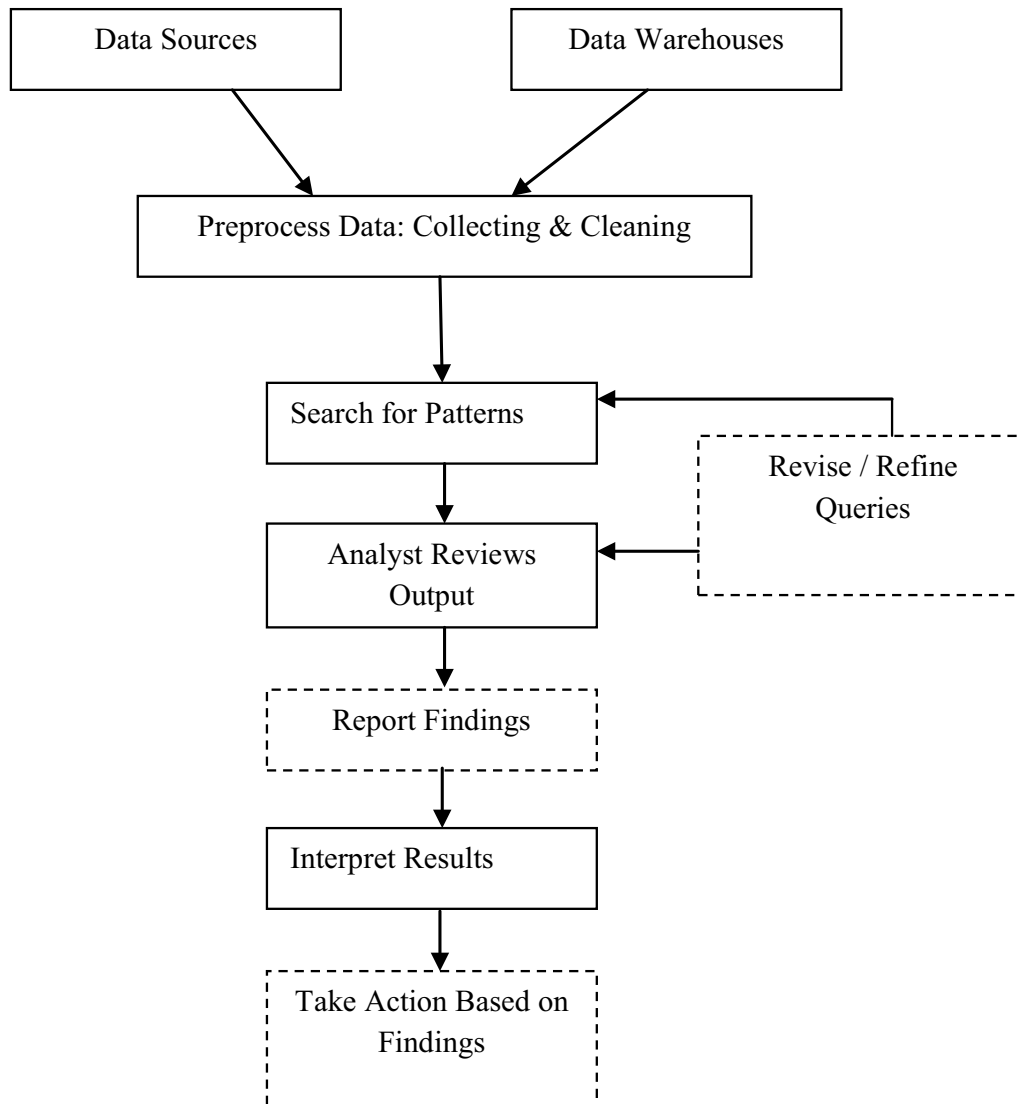 Data Sources
Data Warehouses
Preprocess Data: Collecting & Cleaning
Search for Patterns
Revise / Refine
Queries
Analyst Reviews
Output
Report Findings
Interpret Results
Take Action Based on
Findings